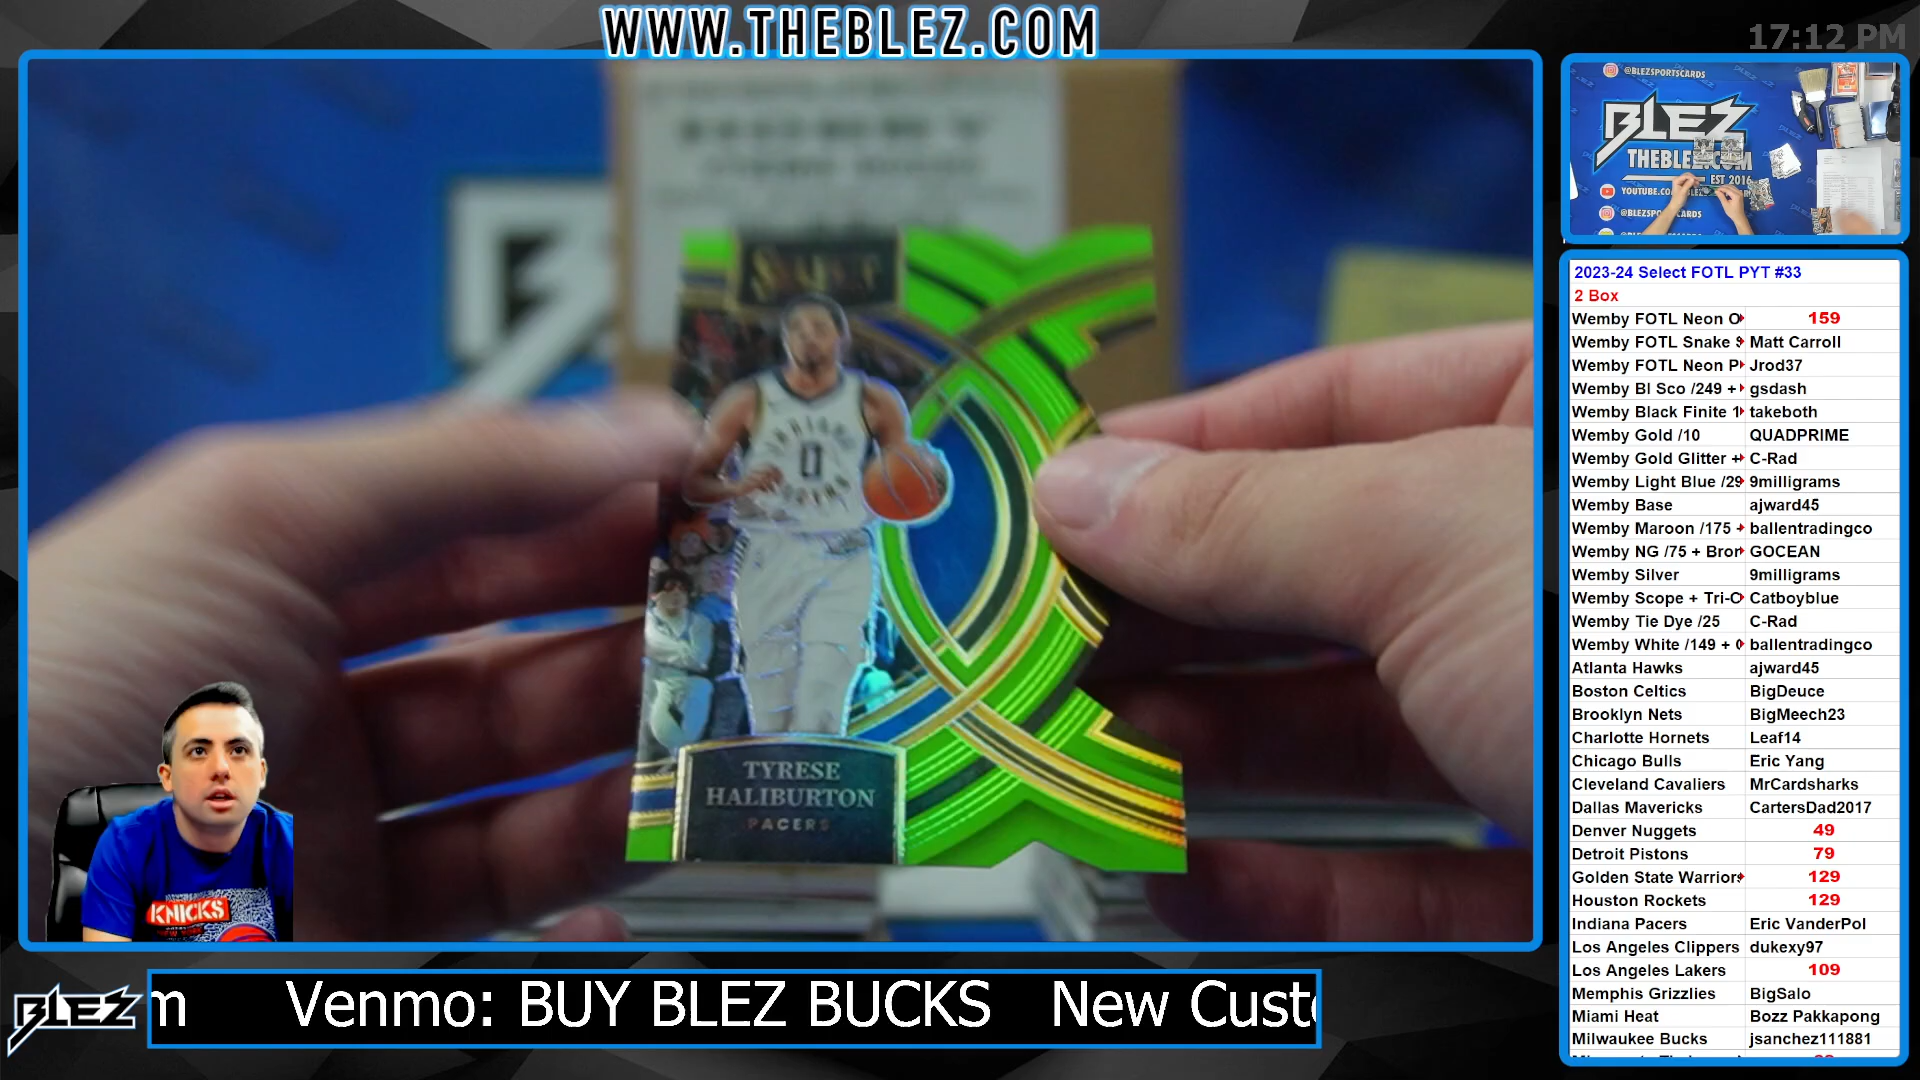 WWW.THEBLEZ.COM
17:12 PM
@BLEZSPORTSCARDS
BLEZ
THEBLEZ.COM
EST 2016
SELECT
0
TYRESE
HALIBURTON
PACERS
KNICKS
2023-24 Select FOTL PYT #33
2 Box
Wemby FOTL Neon O 159
Wemby FOTL Snake S Matt Carroll
Wemby FOTL Neon P Jrod37
Wemby Bl Sco /249 + gsdash
Wemby Black Finite 1 takeboth
Wemby Gold /10 QUADPRIME
Wemby Gold Glitter + C-Rad
Wemby Light Blue /29 9milligrams
Wemby Base ajward45
Wemby Maroon /175 + ballentradingco
Wemby NG /75 + Bron GOCEAN
Wemby Silver 9milligrams
Wemby Scope + Tri-C Catboyblue
Wemby Tie Dye /25 C-Rad
Wemby White /149 + ballentradingco
Atlanta Hawks ajward45
Boston Celtics BigDeuce
Brooklyn Nets BigMeech23
Charlotte Hornets Leaf14
Chicago Bulls Eric Yang
Cleveland Cavaliers MrCardsharks
Dallas Mavericks CartersDad2017
Denver Nuggets 49
Detroit Pistons 79
Golden State Warriors 129
Houston Rockets 129
Indiana Pacers Eric VanderPol
Los Angeles Clippers dukexy97
Los Angeles Lakers 109
Memphis Grizzlies BigSalo
Miami Heat Bozz Pakkapong
Milwaukee Bucks jsanchez111881
BLEZ
m Venmo: BUY BLEZ BUCKS New Custo